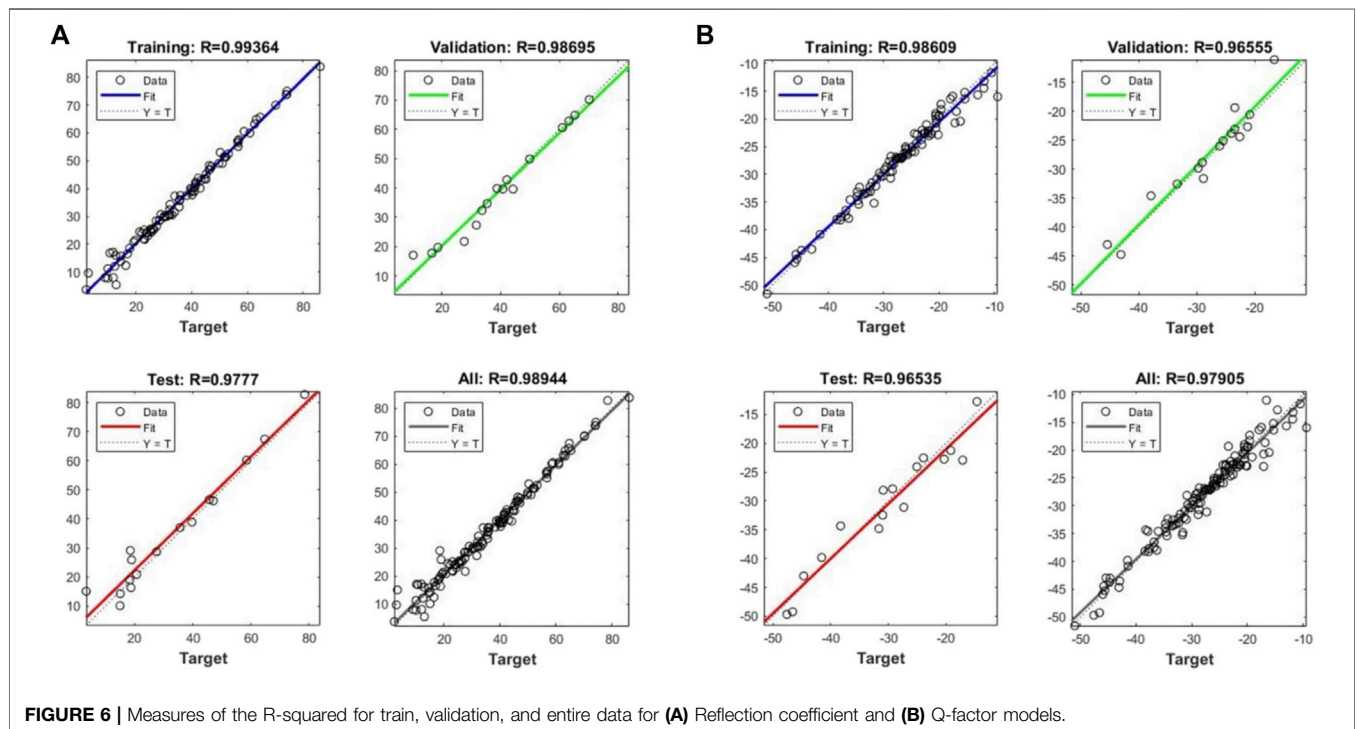 A
Training: R=0.99364
Data
Fit
Y = T
80
70
60
50
40
30
20
10
20 40 60 80
Target
Validation: R=0.98695
Data
Fit
Y = T
80
70
60
50
40
30
20
10
20 40 60 80
Target
B
Training: R=0.98609
Data
Fit
Y = T
-10
-15
-20
-25
-30
-35
-40
-45
-50
-50 -40 -30 -20 -10
Target
Validation: R=0.96555
Data
Fit
Y = T
-15
-20
-25
-30
-35
-40
-45
-50
-50 -40 -30 -20
Target
Test: R=0.9777
Data
Fit
Y = T
80
70
60
50
40
30
20
10
20 40 60 80
Target
All: R=0.98944
Data
Fit
Y = T
80
70
60
50
40
30
20
10
20 40 60 80
Target
Test: R=0.96535
Data
Fit
Y = T
-15
-20
-25
-30
-35
-40
-45
-50
-50 -40 -30 -20
Target
All: R=0.97905
Data
Fit
Y = T
-10
-15
-20
-25
-30
-35
-40
-45
-50
-50 -40 -30 -20 -10
Target
FIGURE 6 | Measures of the R-squared for train, validation, and entire data for (A) Reflection coefficient and (B) Q-factor models.